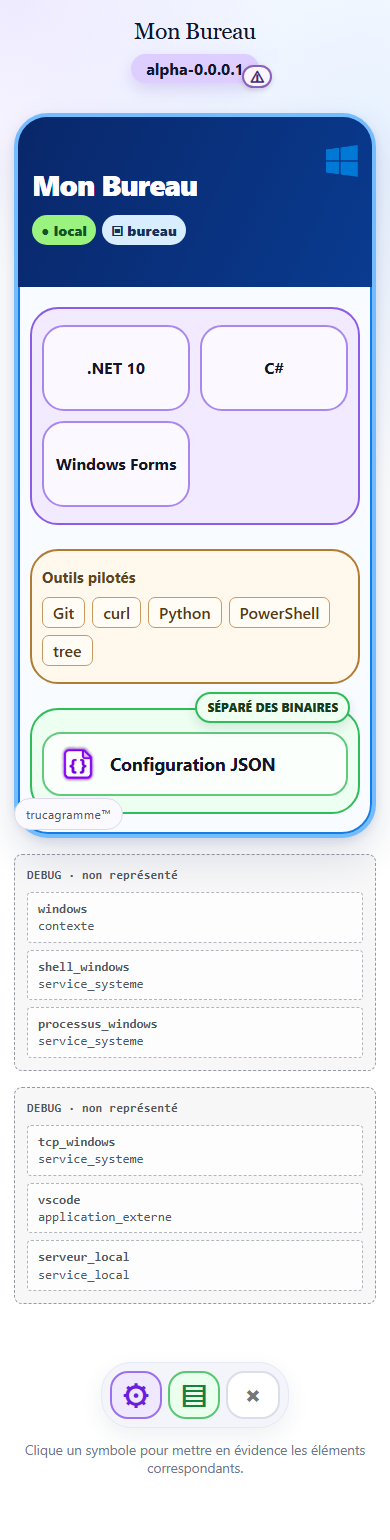 Mon Bureau
alpha-0.0.0.1
Mon Bureau
local
bureau
.NET 10
C#
Windows Forms
Outils pilotés
Git
curl
Python
PowerShell
tree
SÉPARÉ DES BINAIRES
Configuration JSON
trucagramme™
DEBUG · non représenté
windows
contexte
shell_windows
service_systeme
processus_windows
service_systeme
DEBUG · non représenté
tcp_windows
service_systeme
vscode
application_externe
serveur_local
service_local
Clique un symbole pour mettre en évidence les éléments
correspondants.